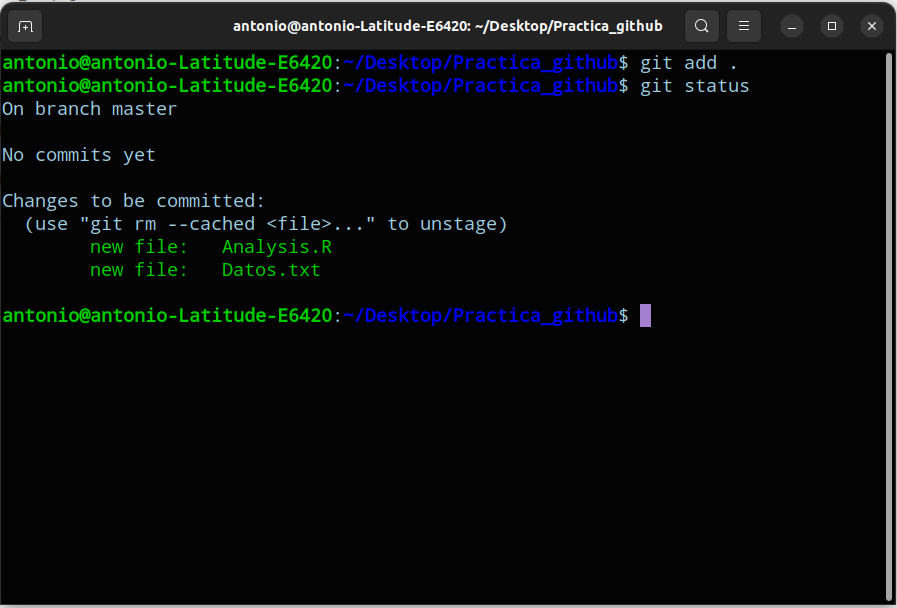 antonio@antonio-Latitude-E6420: ~/Desktop/Practica_github
antonio@antonio-Latitude-E6420:~/Desktop/Practica_github$ git add .
antonio@antonio-Latitude-E6420:~/Desktop/Practica_github$ git status
On branch master
No commits yet
Changes to be committed:
  (use "git rm --cached <file>..." to unstage)
        new file:   Analysis.R
        new file:   Datos.txt
antonio@antonio-Latitude-E6420:~/Desktop/Practica_github$